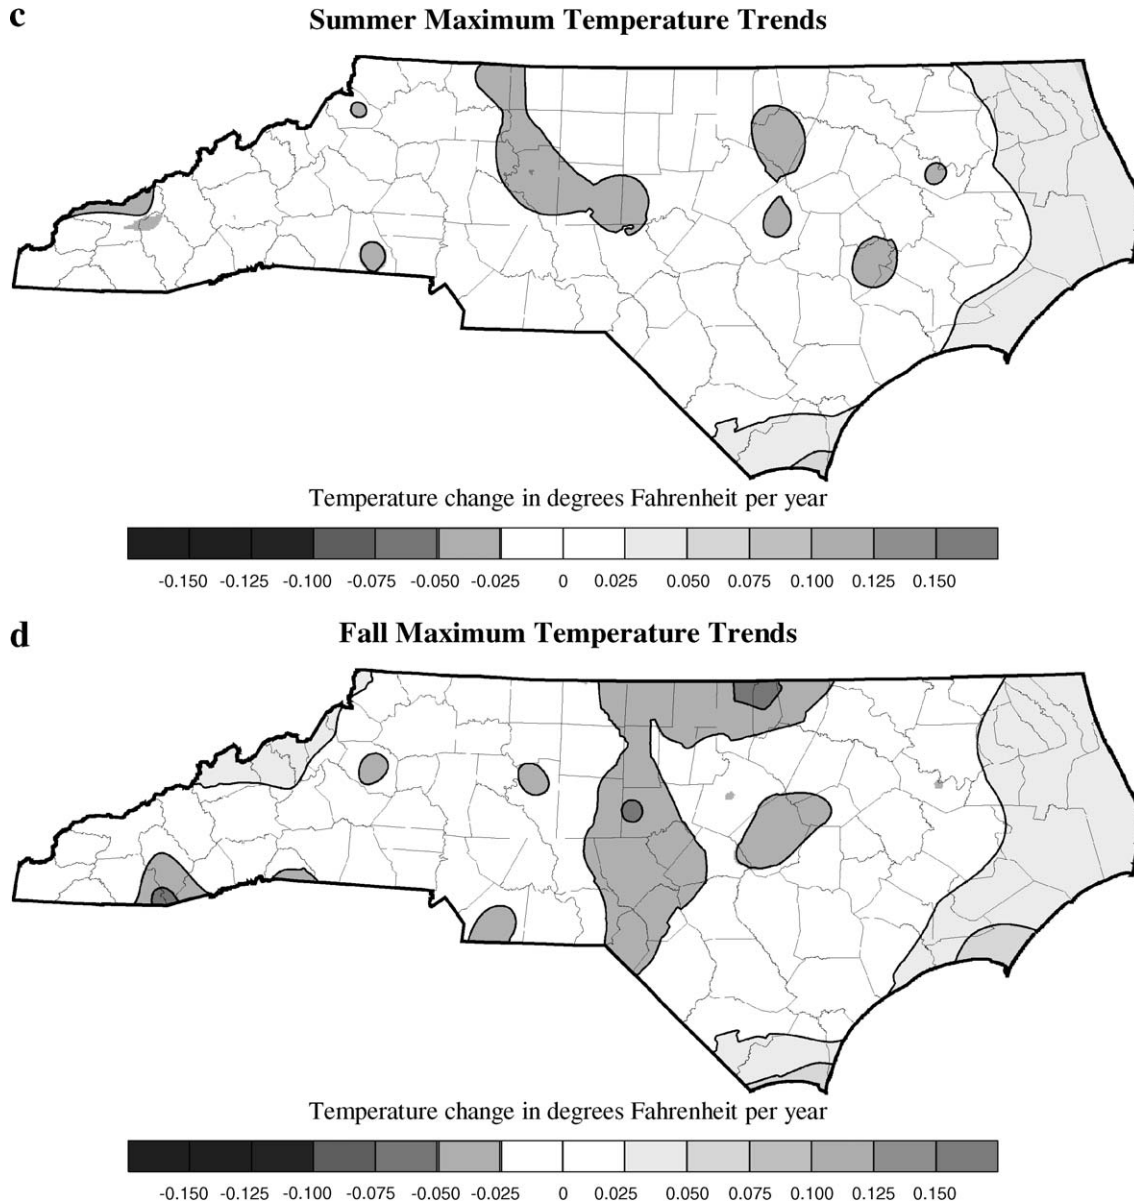 c
Summer Maximum Temperature Trends
Temperature change in degrees Fahrenheit per year
-0.150 -0.125 -0.100 -0.075 -0.050 -0.025 0 0.025 0.050 0.075 0.100 0.125 0.150
d
Fall Maximum Temperature Trends
Temperature change in degrees Fahrenheit per year
-0.150 -0.125 -0.100 -0.075 -0.050 -0.025 0 0.025 0.050 0.075 0.100 0.125 0.150